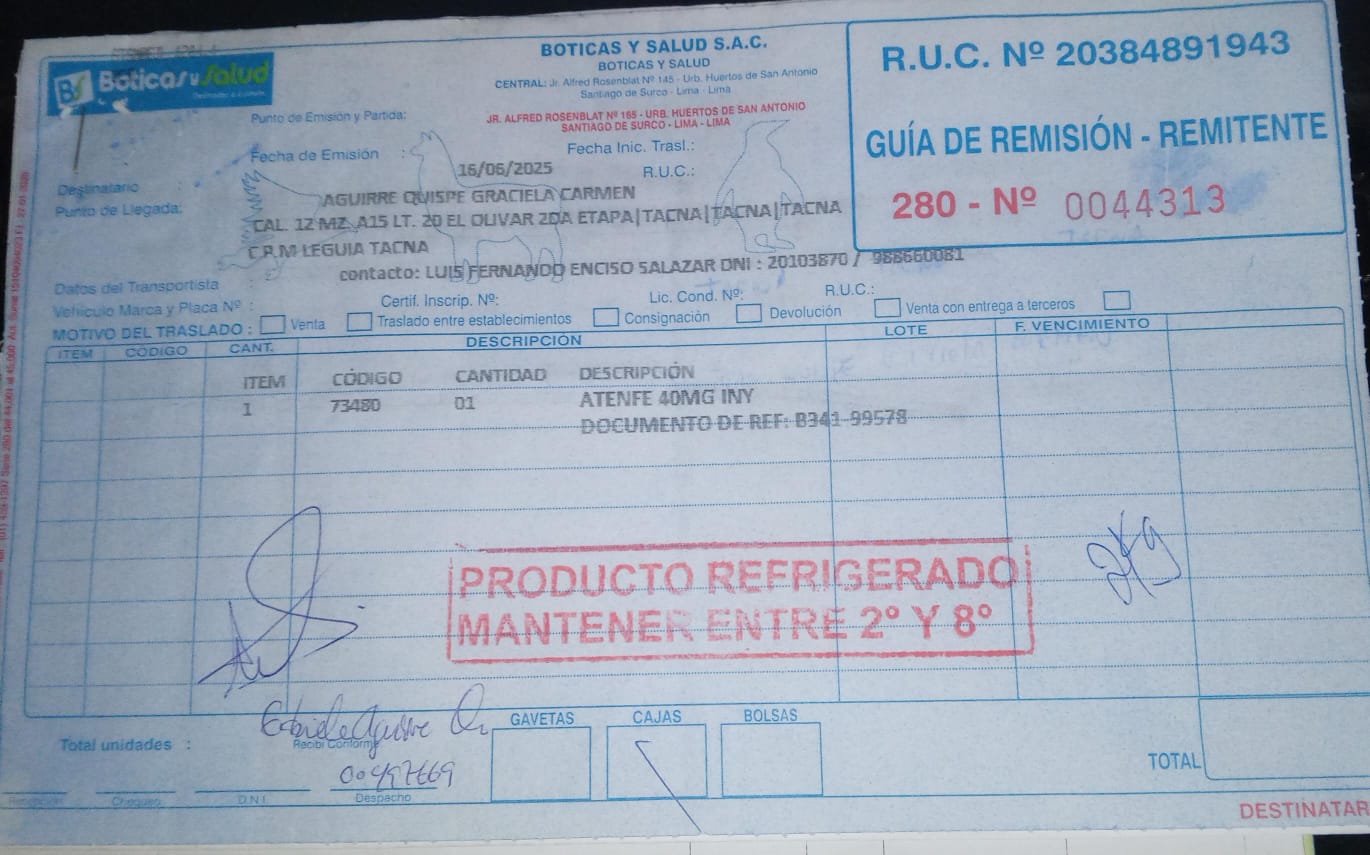 BS Boticas y Salud
BOTICAS Y SALUD S.A.C.
BOTICAS Y SALUD
CENTRAL: Jr. Alfred Rosenblat Nº 145 - Urb. Huertos de San Antonio
Santiago de Surco - Lima - Lima
R.U.C. Nº 20384891943
GUÍA DE REMISIÓN - REMITENTE
280 - Nº 0044313
Punto de Emisión y Partida:
JR. ALFRED ROSENBLAT Nº 165 - URB. HUERTOS DE SAN ANTONIO
SANTIAGO DE SURCO - LIMA - LIMA
Fecha de Emisión : 16/06/2025
Fecha Inic. Trasl.:
Destinatario : AGUIRRE QUISPE GRACIELA CARMEN
R.U.C.:
Punto de Llegada: CAL. 12 MZ. A15 LT. 20 EL OLIVAR 2DA ETAPA|TACNA|TACNA|TACNA
C.P.M LEGUIA TACNA
contacto: LUIS FERNANDO ENCISO SALAZAR DNI : 20103870 / 988660081
Datos del Transportista :
Vehículo Marca y Placa Nº : Certif. Inscrip. Nº: Lic. Cond. Nº: R.U.C.:
MOTIVO DEL TRASLADO : Venta Traslado entre establecimientos Consignación Devolución Venta con entrega a terceros
ITEM CÓDIGO CANT. DESCRIPCIÓN LOTE F. VENCIMIENTO
ITEM CÓDIGO CANTIDAD DESCRIPCIÓN
1 73480 01 ATENFE 40MG INY
DOCUMENTO DE REF: B341-99578
PRODUCTO REFRIGERADO
MANTENER ENTRE 2º Y 8º
2Kg
Aguirre
GAVETAS CAJAS BOLSAS
Total unidades :
Recibí Conforme
TOTAL
Recepción Chequeo D.N.I. Despacho
DESTINATAR